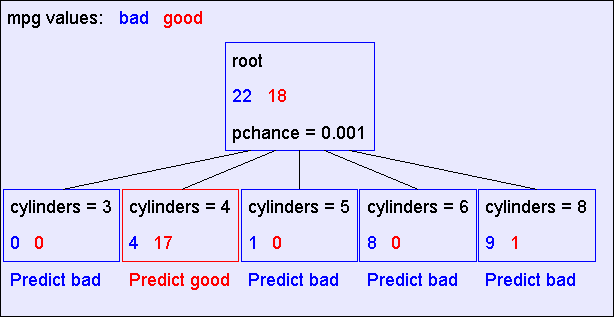 mpg values: bad good
root
22 18
pchance = 0.001
cylinders = 3 cylinders = 4 cylinders = 5 cylinders = 6 cylinders = 8
0 0 4 17 1 0 8 0 9 1
Predict bad Predict good Predict bad Predict bad Predict bad